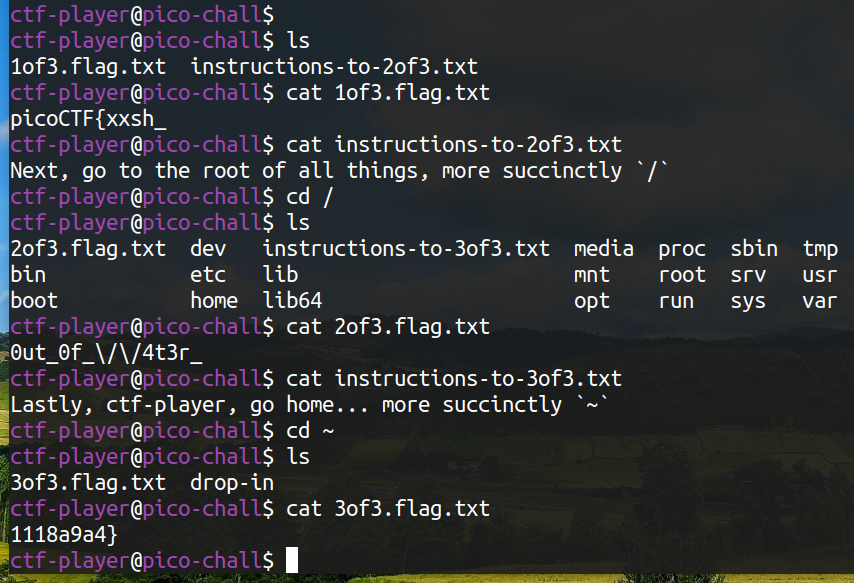 ctf-player@pico-chall$
ctf-player@pico-chall$ ls
1of3.flag.txt  instructions-to-2of3.txt
ctf-player@pico-chall$ cat 1of3.flag.txt
picoCTF{xxsh_
ctf-player@pico-chall$ cat instructions-to-2of3.txt
Next, go to the root of all things, more succinctly `/`
ctf-player@pico-chall$ cd /
ctf-player@pico-chall$ ls
2of3.flag.txt  dev   instructions-to-3of3.txt  media  proc  sbin  tmp
bin            etc   lib                       mnt    root  srv   usr
boot           home  lib64                     opt    run   sys   var
ctf-player@pico-chall$ cat 2of3.flag.txt
0ut_0f_\/\/4t3r_
ctf-player@pico-chall$ cat instructions-to-3of3.txt
Lastly, ctf-player, go home... more succinctly `~`
ctf-player@pico-chall$ cd ~
ctf-player@pico-chall$ ls
3of3.flag.txt  drop-in
ctf-player@pico-chall$ cat 3of3.flag.txt
1118a9a4}
ctf-player@pico-chall$